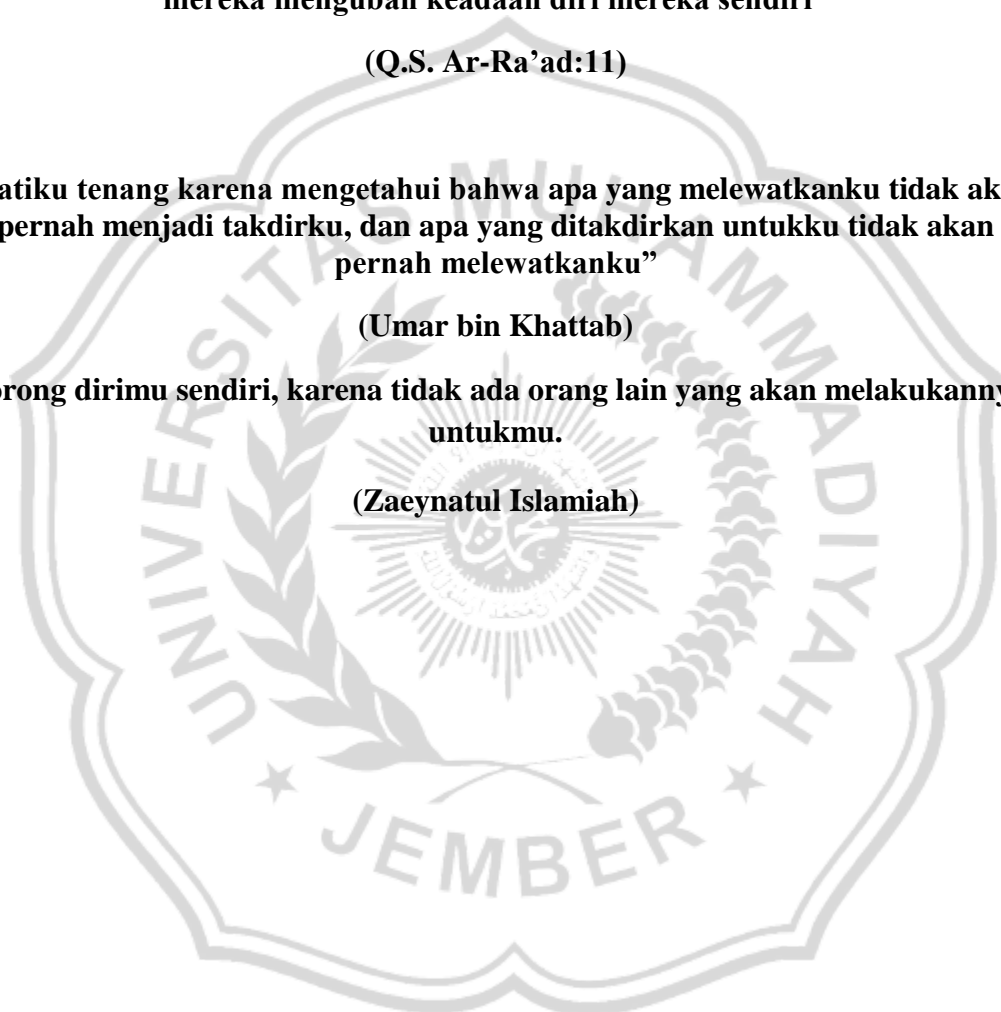 mereka mengubah keadaan diri mereka sendiri
(Q.S. Ar-Ra’ad:11)
atiku tenang karena mengetahui bahwa apa yang melewatkanku tidak ak
pernah menjadi takdirku, dan apa yang ditakdirkan untukku tidak akan
pernah melewatkanku”
(Umar bin Khattab)
orong dirimu sendiri, karena tidak ada orang lain yang akan melakukanny
untukmu.
(Zaeynatul Islamiah)
UNIVERSITAS MUHAMMADIYAH
JEMBER